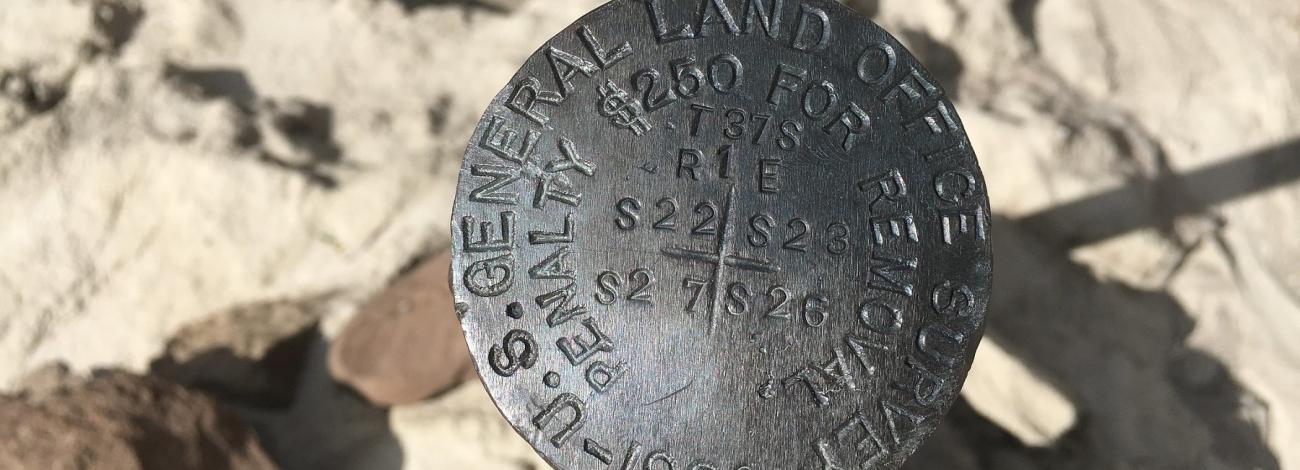 U.S. GENERAL LAND OFFICE SURVEY
PENALTY $250 FOR REMOVAL
T37S
R1E
S22 S23
S27 S26